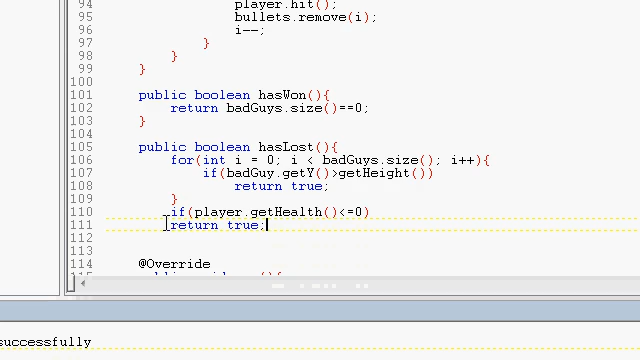 94 player.hit();
95 bullets.remove(i);
96 i--;
97 }
98 }
99 }
100
101 public boolean hasWon(){
102 return badGuys.size()==0;
103 }
104
105 public boolean hasLost(){
106 for(int i = 0; i < badGuys.size(); i++){
107 if(badGuy.getY()>getHeight())
108 return true;
109 }
110 if(player.getHealth()<=0)
111 return true;
112
113
114 @Override
115
successfully